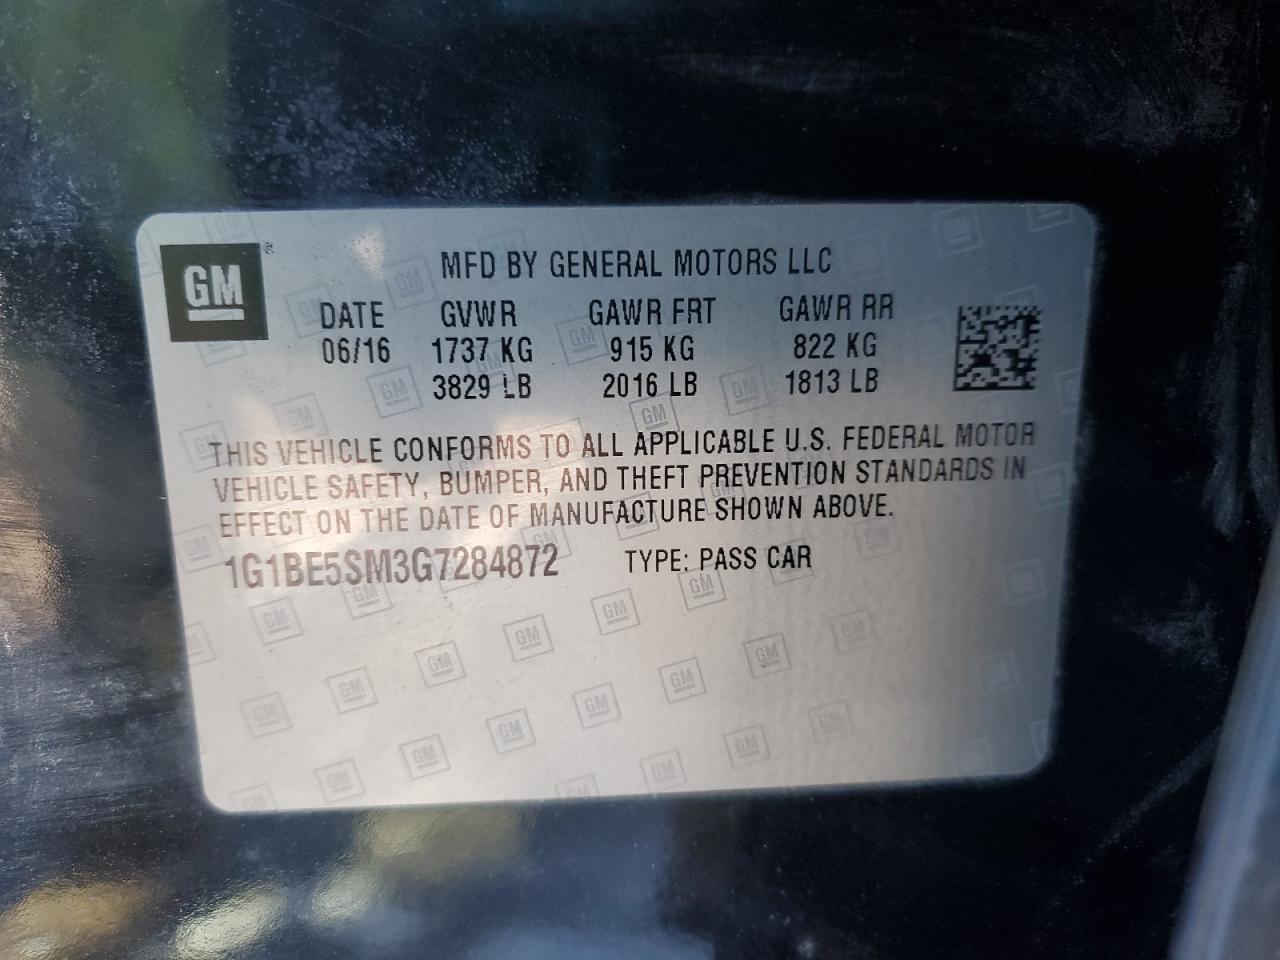 GM
MFD BY GENERAL MOTORS LLC
DATE GVWR GAWR FRT GAWR RR
06/16 1737 KG 915 KG 822 KG
3829 LB 2016 LB 1813 LB
THIS VEHICLE CONFORMS TO ALL APPLICABLE U.S. FEDERAL MOTOR
VEHICLE SAFETY, BUMPER, AND THEFT PREVENTION STANDARDS IN
EFFECT ON THE DATE OF MANUFACTURE SHOWN ABOVE.
1G1BE5SM3G7284872 TYPE: PASS CAR